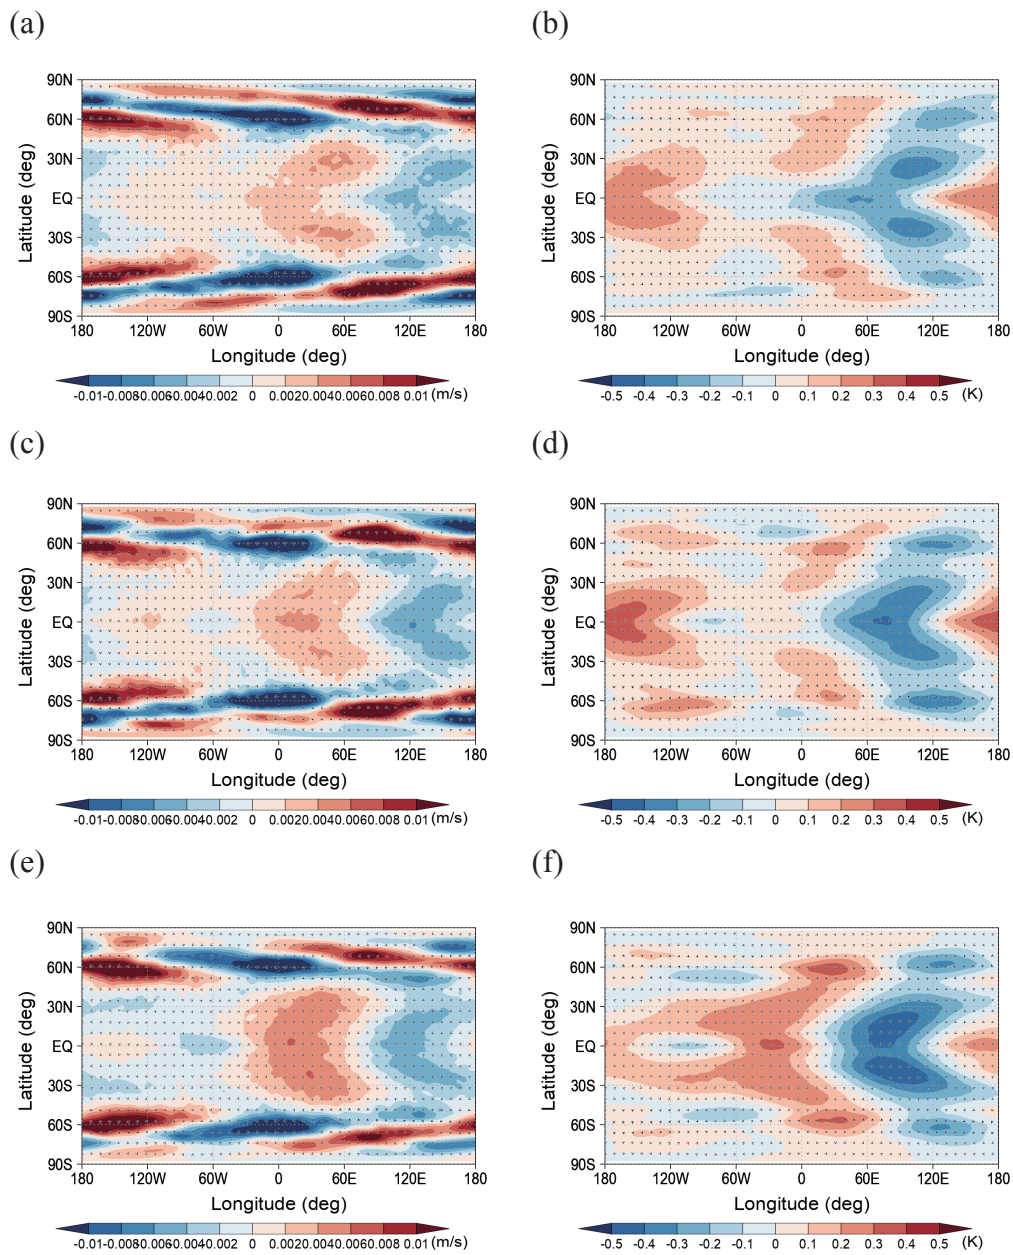 (a) (b)
90N 60N 30N EQ 30S 60S 90S
Latitude (deg)
180 120W 60W 0 60E 120E 180
Longitude (deg)
-0.01 -0.008 -0.006 -0.004 -0.002 0 0.002 0.004 0.006 0.008 0.01 (m/s)
90N 60N 30N EQ 30S 60S 90S
Latitude (deg)
180 120W 60W 0 60E 120E 180
Longitude (deg)
-0.5 -0.4 -0.3 -0.2 -0.1 0 0.1 0.2 0.3 0.4 0.5 (K)
(c) (d)
90N 60N 30N EQ 30S 60S 90S
Latitude (deg)
180 120W 60W 0 60E 120E 180
Longitude (deg)
-0.01 -0.008 -0.006 -0.004 -0.002 0 0.002 0.004 0.006 0.008 0.01 (m/s)
90N 60N 30N EQ 30S 60S 90S
Latitude (deg)
180 120W 60W 0 60E 120E 180
Longitude (deg)
-0.5 -0.4 -0.3 -0.2 -0.1 0 0.1 0.2 0.3 0.4 0.5 (K)
(e) (f)
90N 60N 30N EQ 30S 60S 90S
Latitude (deg)
180 120W 60W 0 60E 120E 180
Longitude (deg)
-0.01 -0.008 -0.006 -0.004 -0.002 0 0.002 0.004 0.006 0.008 0.01 (m/s)
90N 60N 30N EQ 30S 60S 90S
Latitude (deg)
180 120W 60W 0 60E 120E 180
Longitude (deg)
-0.5 -0.4 -0.3 -0.2 -0.1 0 0.1 0.2 0.3 0.4 0.5 (K)